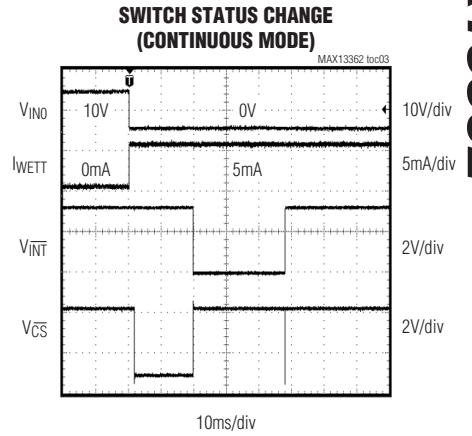 SWITCH STATUS CHANGE
(CONTINUOUS MODE)
MAX13362 toc03
T
VIN0
10V
0V
10V/div
IWETT
0mA
5mA
5mA/div
VINT
2V/div
VCS
2V/div
10ms/div